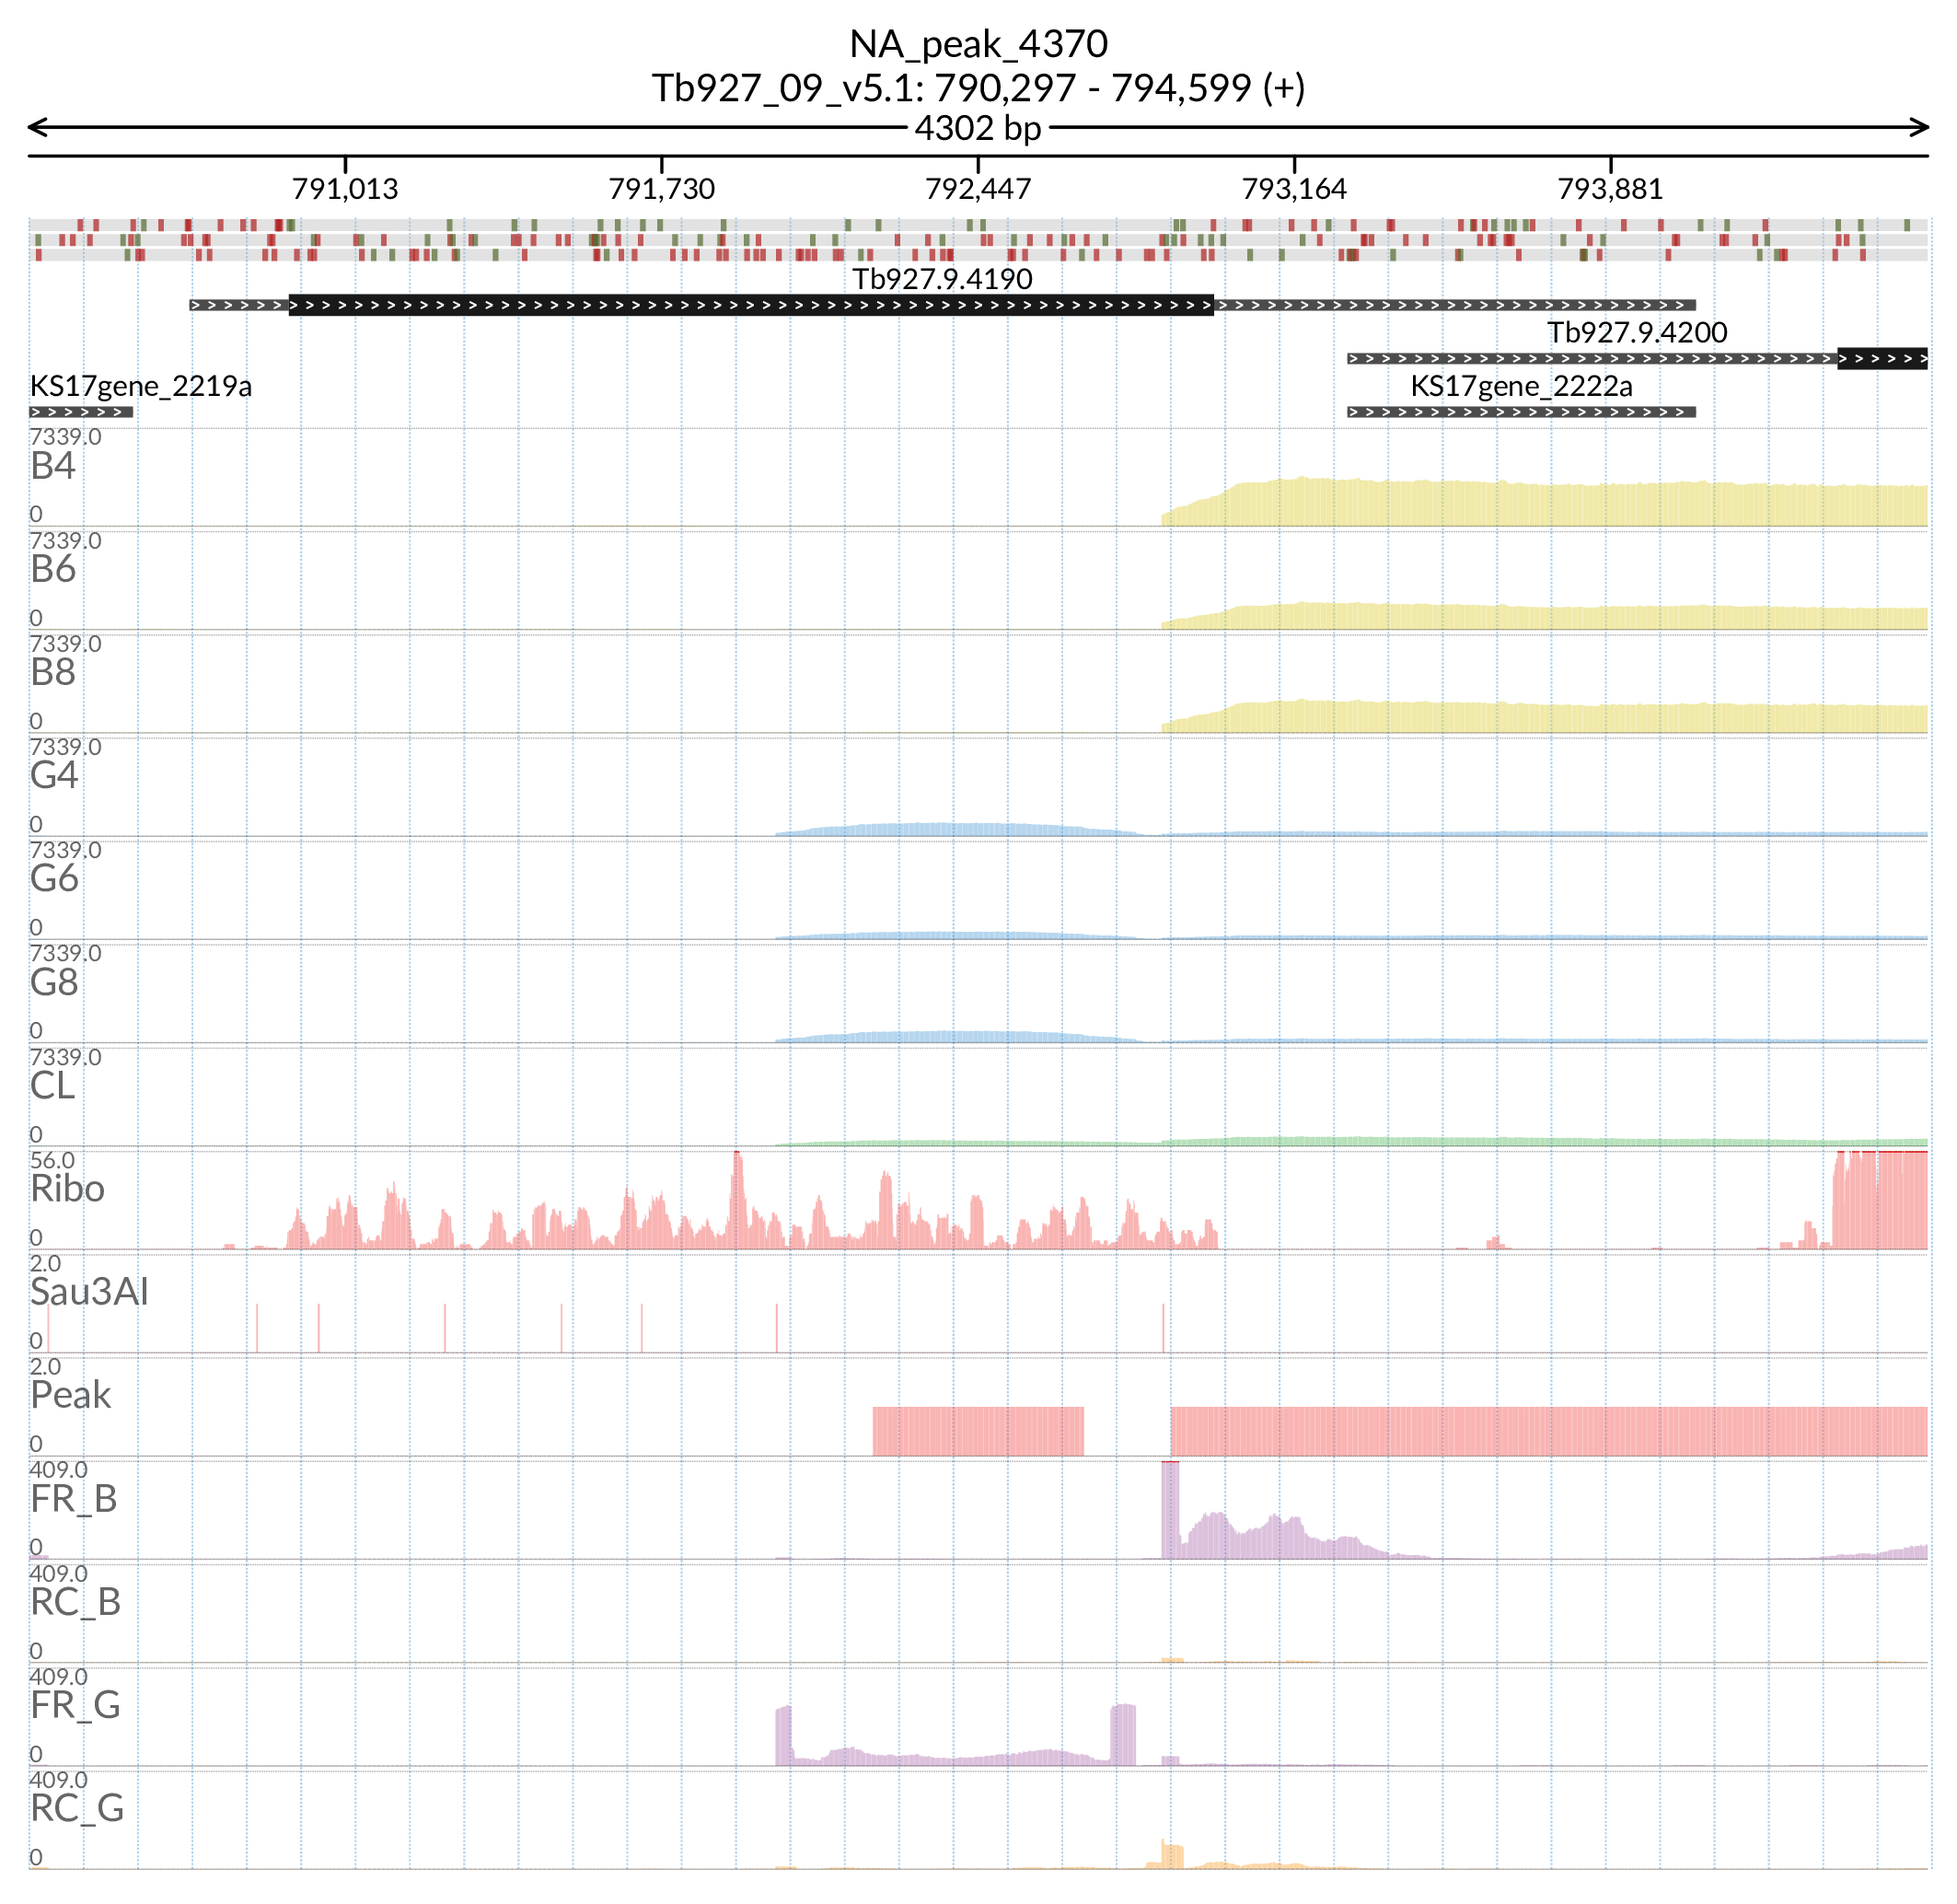 NA_peak_4370
Tb927_09_v5.1: 790,297 - 794,599 (+)
4302 bp
791,013 791,730 792,447 793,164 793,881
Tb927.9.4190
Tb927.9.4200
KS17gene_2219a KS17gene_2222a
7339.0
B4
0
7339.0
B6
0
7339.0
B8
0
7339.0
G4
0
7339.0
G6
0
7339.0
G8
0
7339.0
CL
0
56.0
Ribo
0
2.0
Sau3AI
0
2.0
Peak
0
409.0
FR_B
0
409.0
RC_B
0
409.0
FR_G
0
409.0
RC_G
0